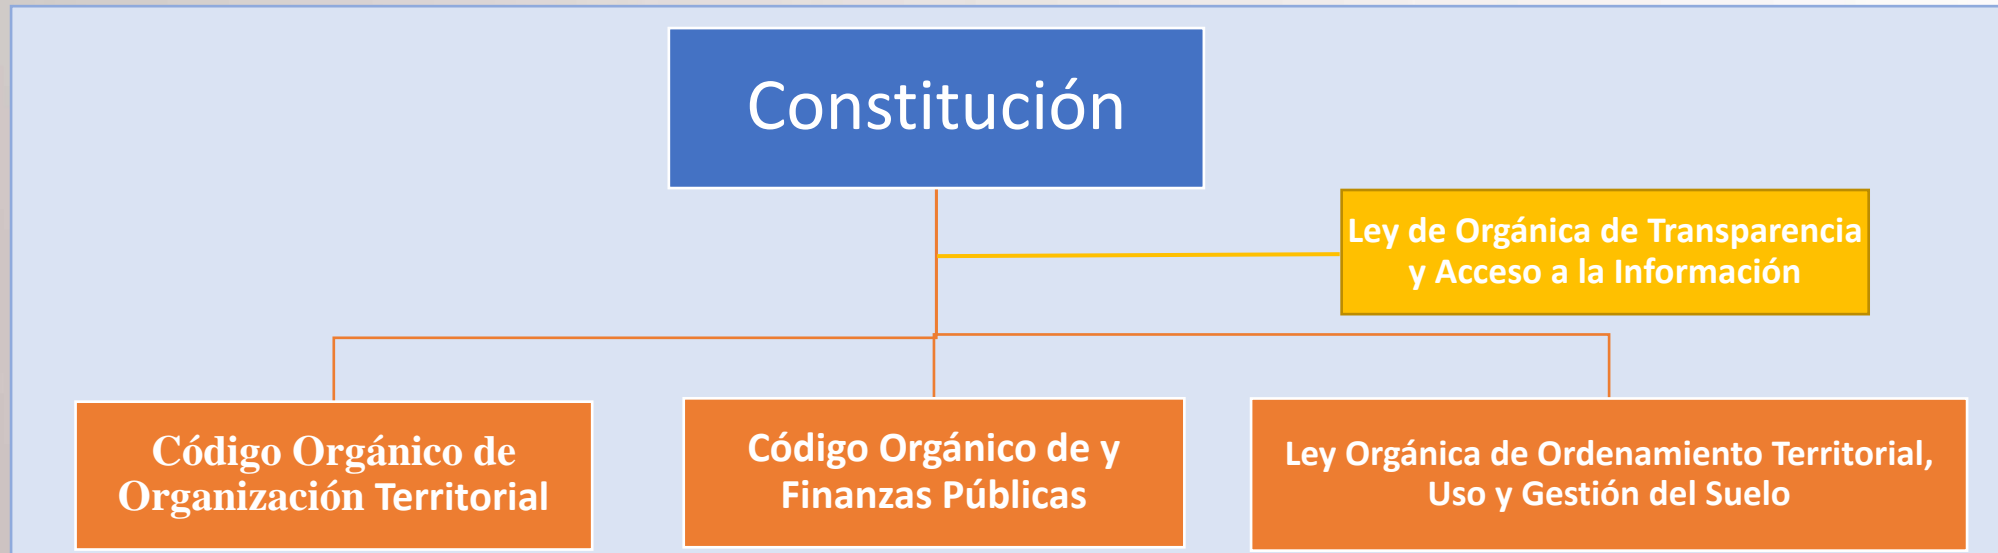 Constitución
Ley de Orgánica de Transparencia
y Acceso a la Información
Código Orgánico de
Organización Territorial
Código Orgánico de y
Finanzas Públicas
Ley Orgánica de Ordenamiento Territorial,
Uso y Gestión del Suelo